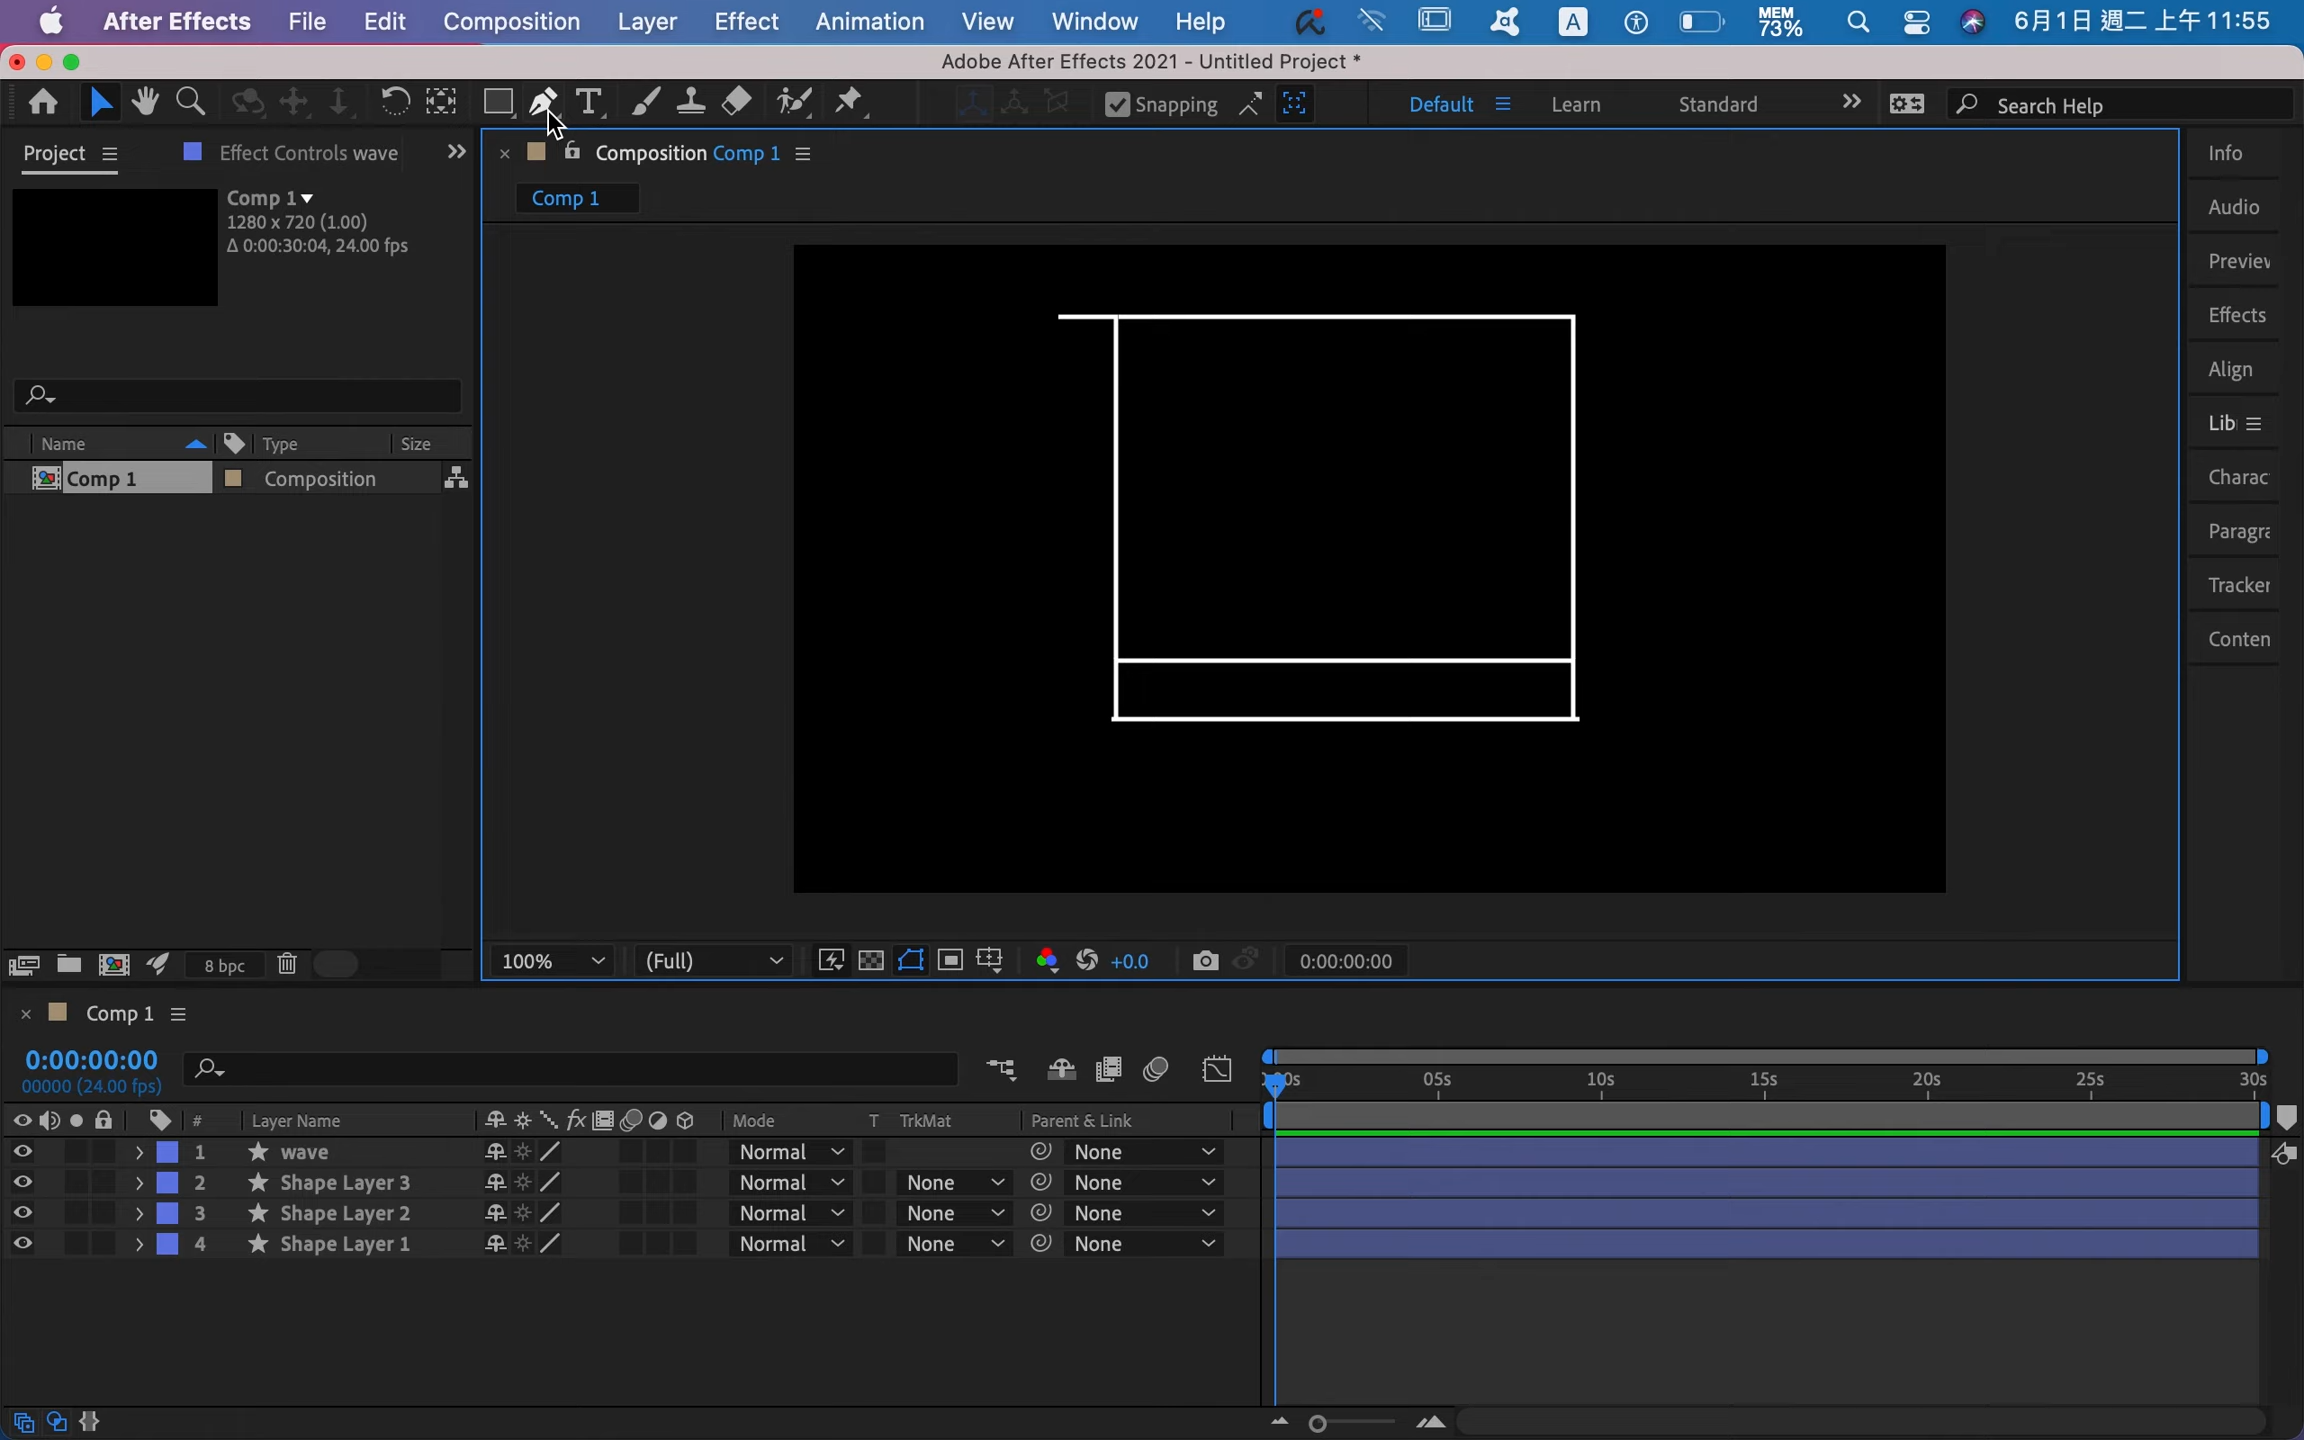 After Effects File Edit Composition Layer Effect Animation View Window Help A MEM 73% 6月1日 週二 上午 11:55
Adobe After Effects 2021 - Untitled Project *
T Snapping Default Learn Standard Search Help
Project Effect Controls wave
Composition Comp 1
Comp 1
1280 x 720 (1.00)
Δ 0:00:30:04, 24.00 fps
Comp 1
Name Type Size
Comp 1 Composition
Info
Audio
Preview
Effects
Align
Lib
Charac
Paragra
Tracker
Conten
8 bpc
100% (Full) +0.0 0:00:00:00
Comp 1
0:00:00:00
00000 (24.00 fps)
05s 10s 15s 20s 25s 30s
# Layer Name fx Mode T TrkMat Parent & Link
1 wave Normal None
2 Shape Layer 3 Normal None None
3 Shape Layer 2 Normal None None
4 Shape Layer 1 Normal None None